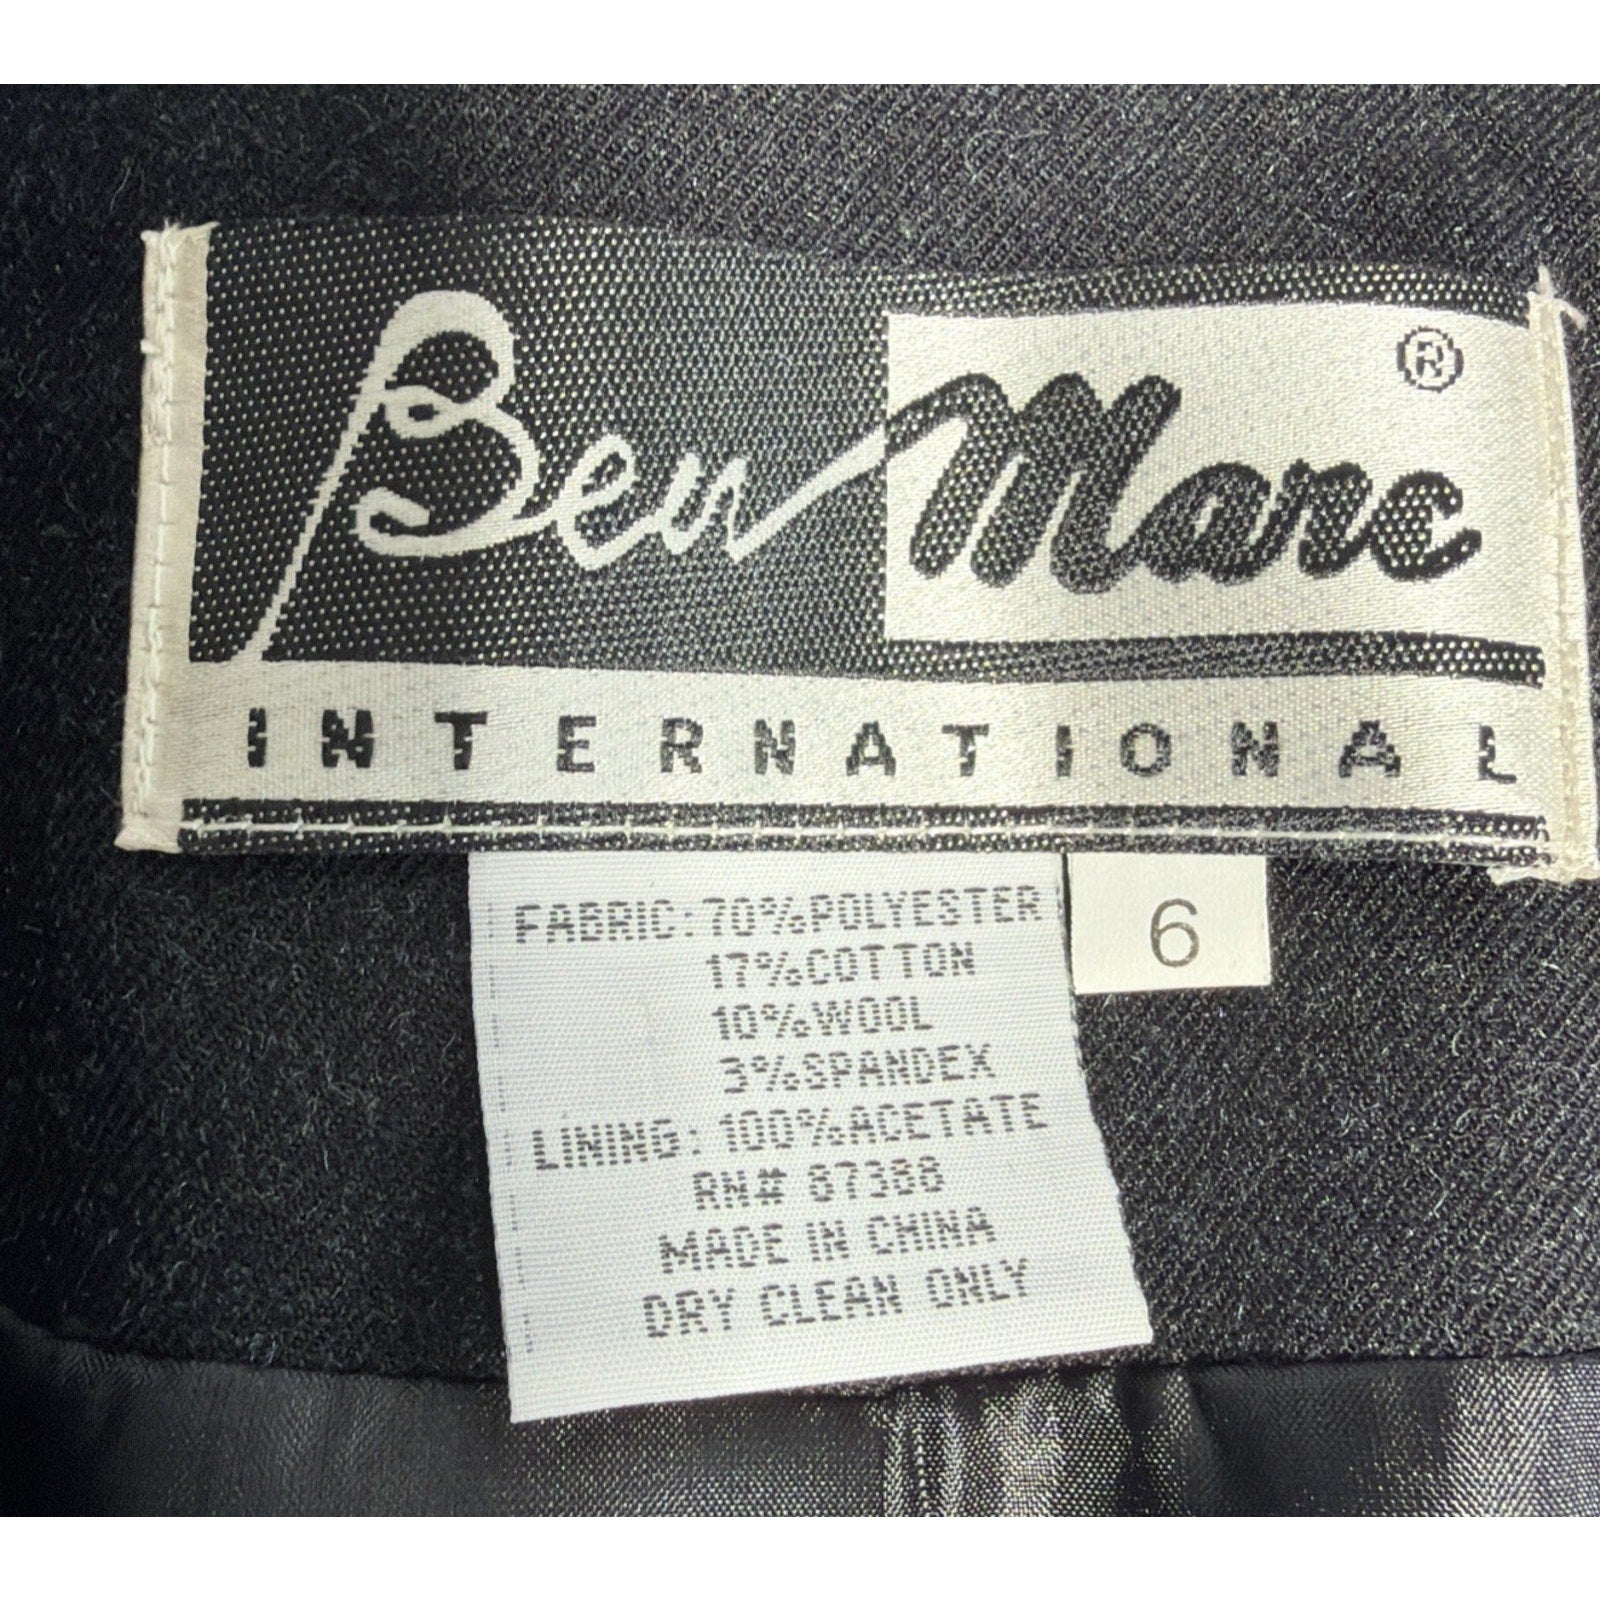 Ben Marc ®
INTERNATIONAL
6
FABRIC: 70%POLYESTER
17%COTTON
10%WOOL
3%SPANDEX
LINING: 100%ACETATE
RN# 87388
MADE IN CHINA
DRY CLEAN ONLY